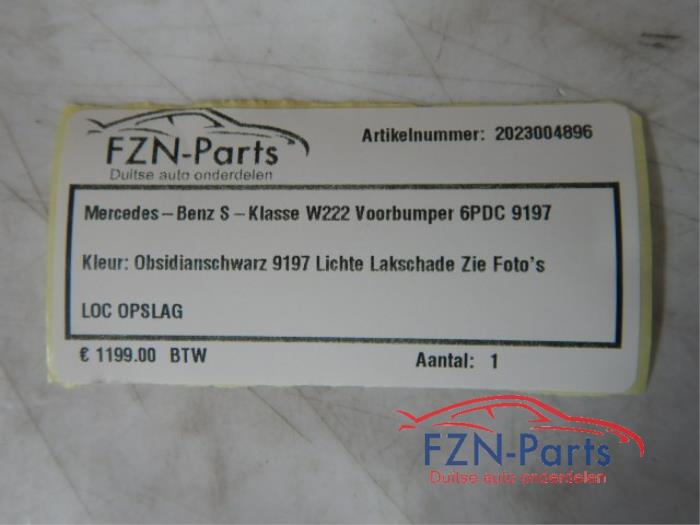 FZN-Parts
Duitse auto onderdelen
Artikelnummer: 2023004896
Mercedes-Benz S-Klasse W222 Voorbumper 6PDC 9197
Kleur: Obsidianschwarz 9197 Lichte Lakschade Zie Foto's
LOC OPSLAG
€ 1199.00 BTW
Aantal: 1
FZN-Parts
Duitse auto onderdelen